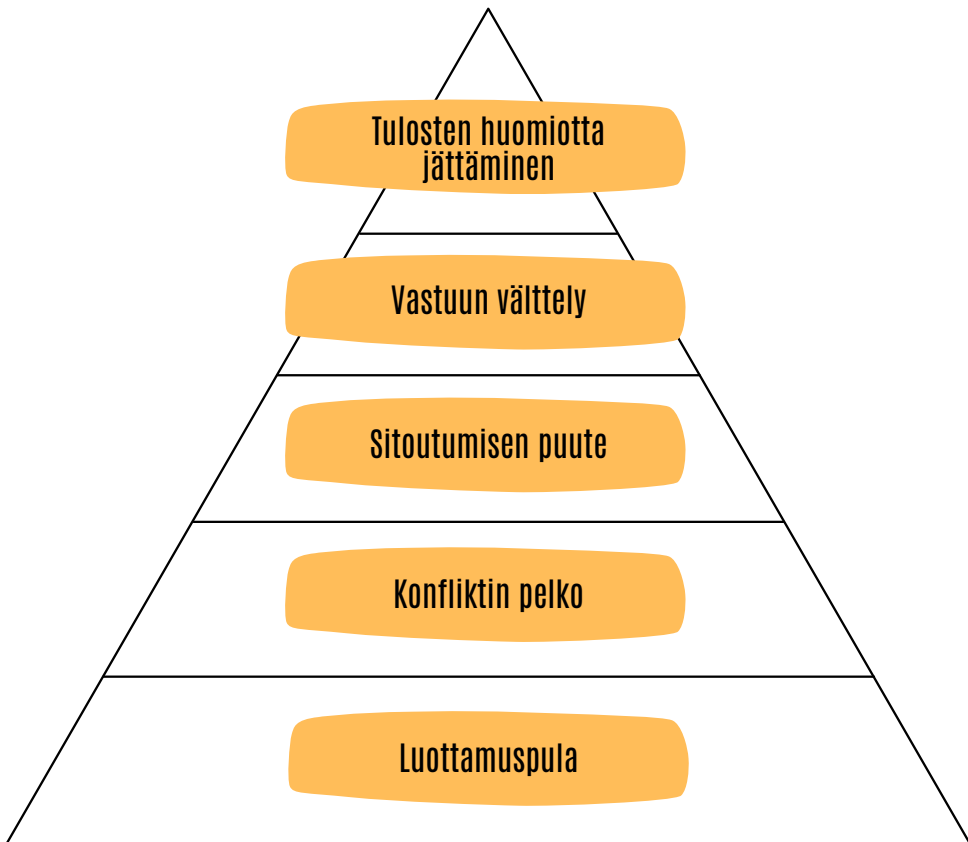 Tulosten huomiotta
jättäminen
Vastuun välttely
Sitoutumisen puute
Konfliktin pelko
Luottamuspula